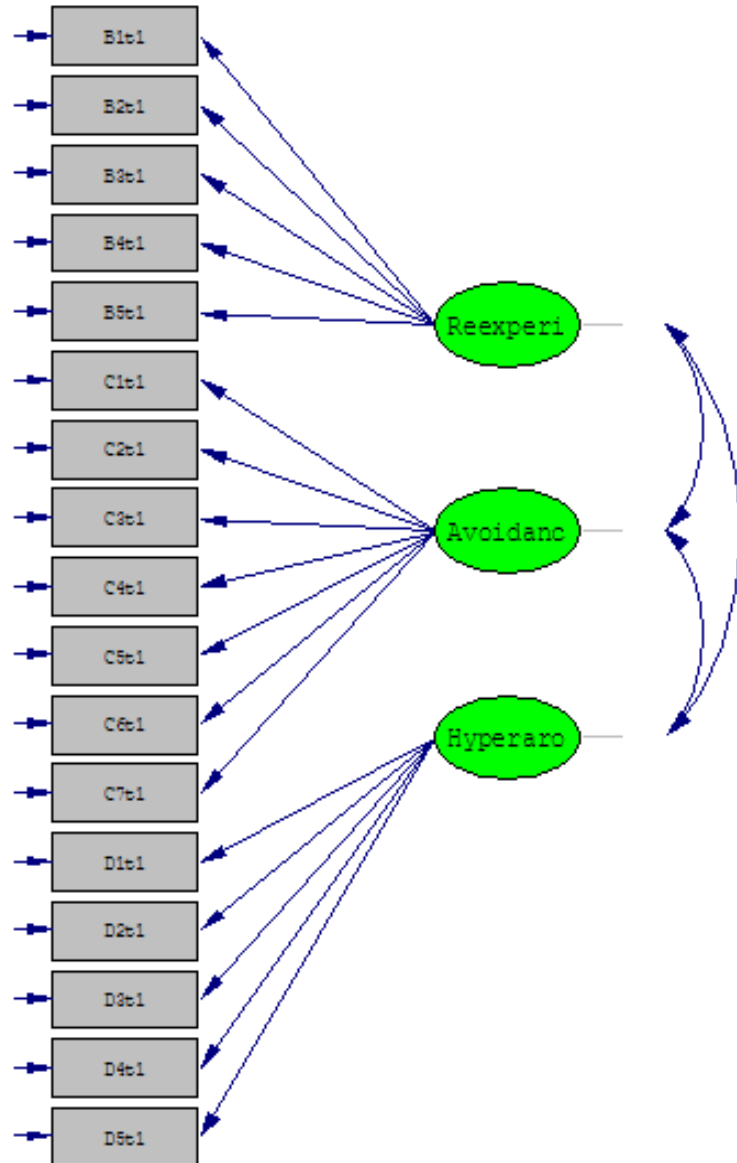 B1t1
B2t1
B3t1
B4t1
B5t1
Reexperi
C1t1
C2t1
C3t1
Avoidanc
C4t1
C5t1
C6t1
Hyperaro
C7t1
D1t1
D2t1
D3t1
D4t1
D5t1